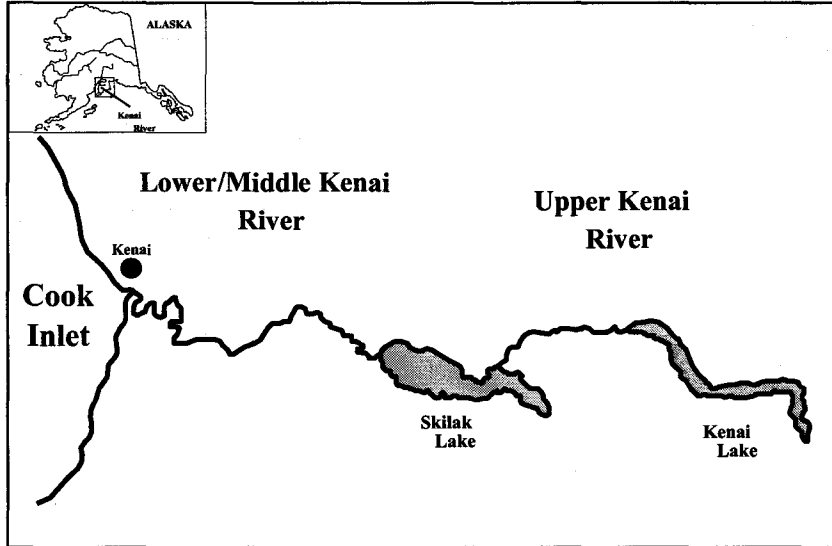 ALASKA
Kenai
River
Lower/Middle Kenai
River
Upper Kenai
River
Kenai
Cook
Inlet
Skilak
Lake
Kenai
Lake